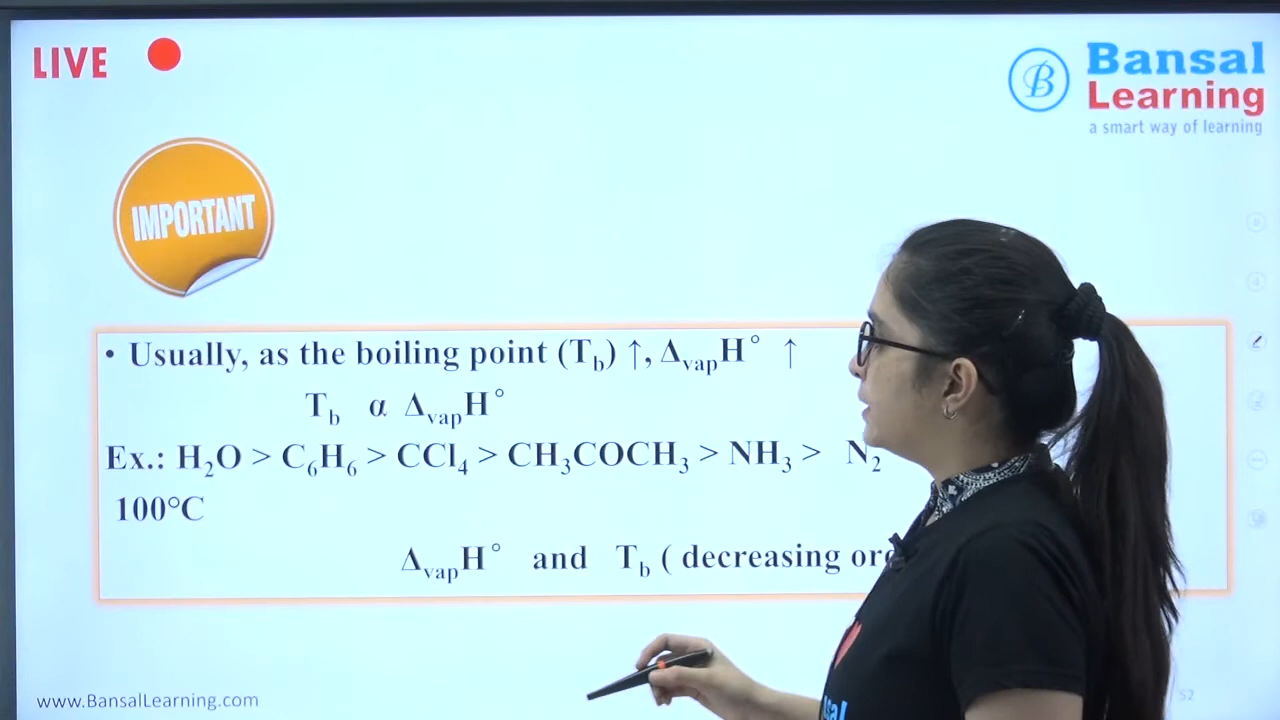 LIVE
Bansal
Learning
a smart way of learning
IMPORTANT
• Usually, as the boiling point (T_b) ↑, Δ_vapH° ↑
T_b α Δ_vapH°
Ex.: H₂O > C₆H₆ > CCl₄ > CH₃COCH₃ > NH₃ > N₂
100°C
Δ_vapH° and T_b ( decreasing
www.BansalLearning.com
52